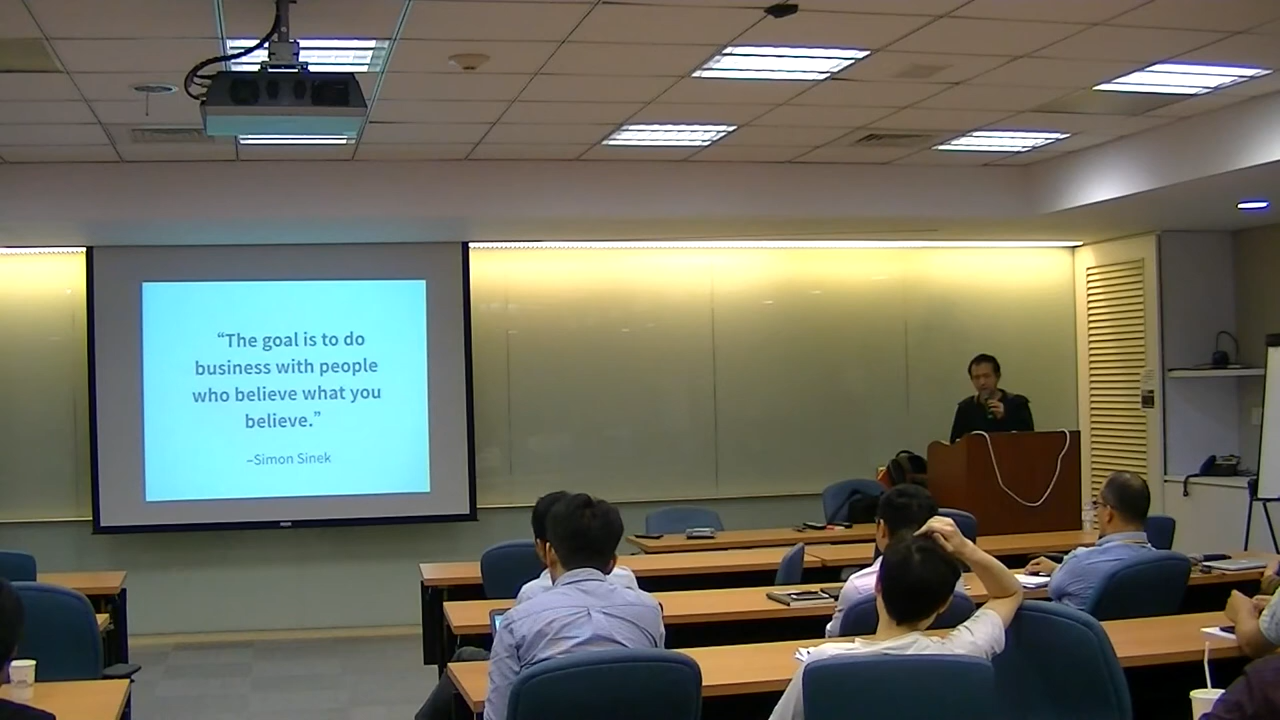 “The goal is to do
business with people
who believe what you
believe.”
–Simon Sinek